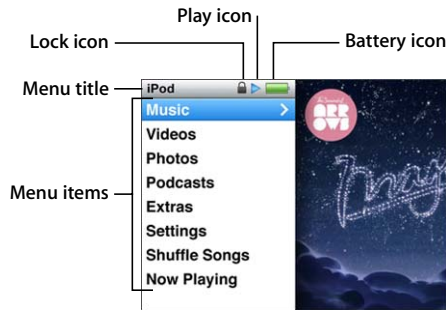 Play icon
Lock icon
Battery icon
Menu title
iPod
Music
Videos
Photos
Podcasts
Extras
Settings
Shuffle Songs
Now Playing
Menu items
ARROWS